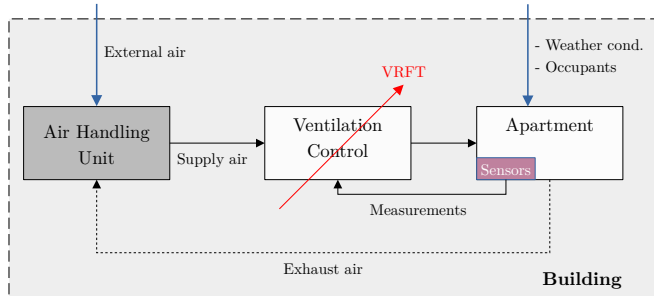 External air
- Weather cond.
- Occupants
VRFT
Air Handling
Unit
Supply air
Ventilation
Control
Apartment
Sensors
Measurements
Exhaust air
Building